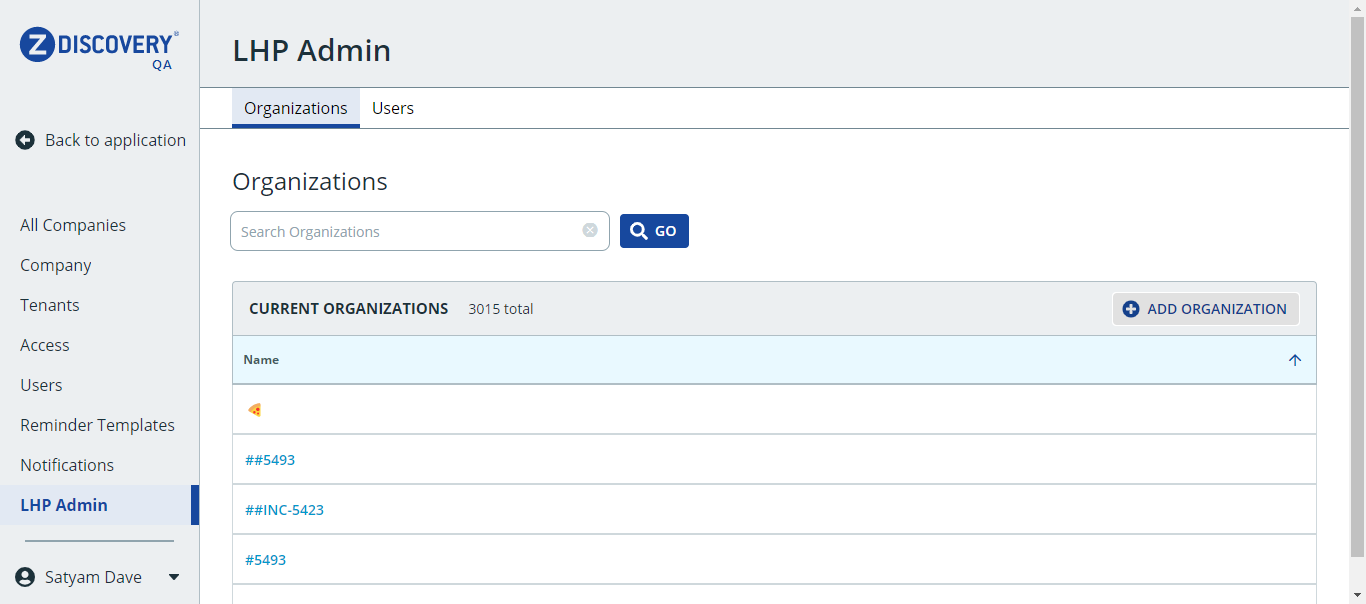 Z DISCOVERY®
QA
Back to application
All Companies
Company
Tenants
Access
Users
Reminder Templates
Notifications
LHP Admin
Satyam Dave
LHP Admin
Organizations Users
Organizations
Search Organizations GO
CURRENT ORGANIZATIONS 3015 total ADD ORGANIZATION
Name
🍕
##5493
##INC-5423
#5493